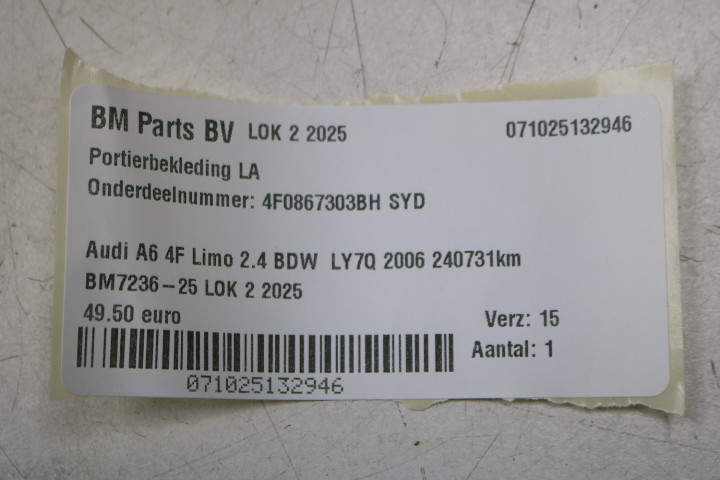 BM Parts BV LOK 2 2025 071025132946
Portierbekleding LA
Onderdeelnummer: 4F0867303BH SYD
Audi A6 4F Limo 2.4 BDW LY7Q 2006 240731km
BM7236-25 LOK 2 2025
49.50 euro Verz: 15
Aantal: 1
071025132946